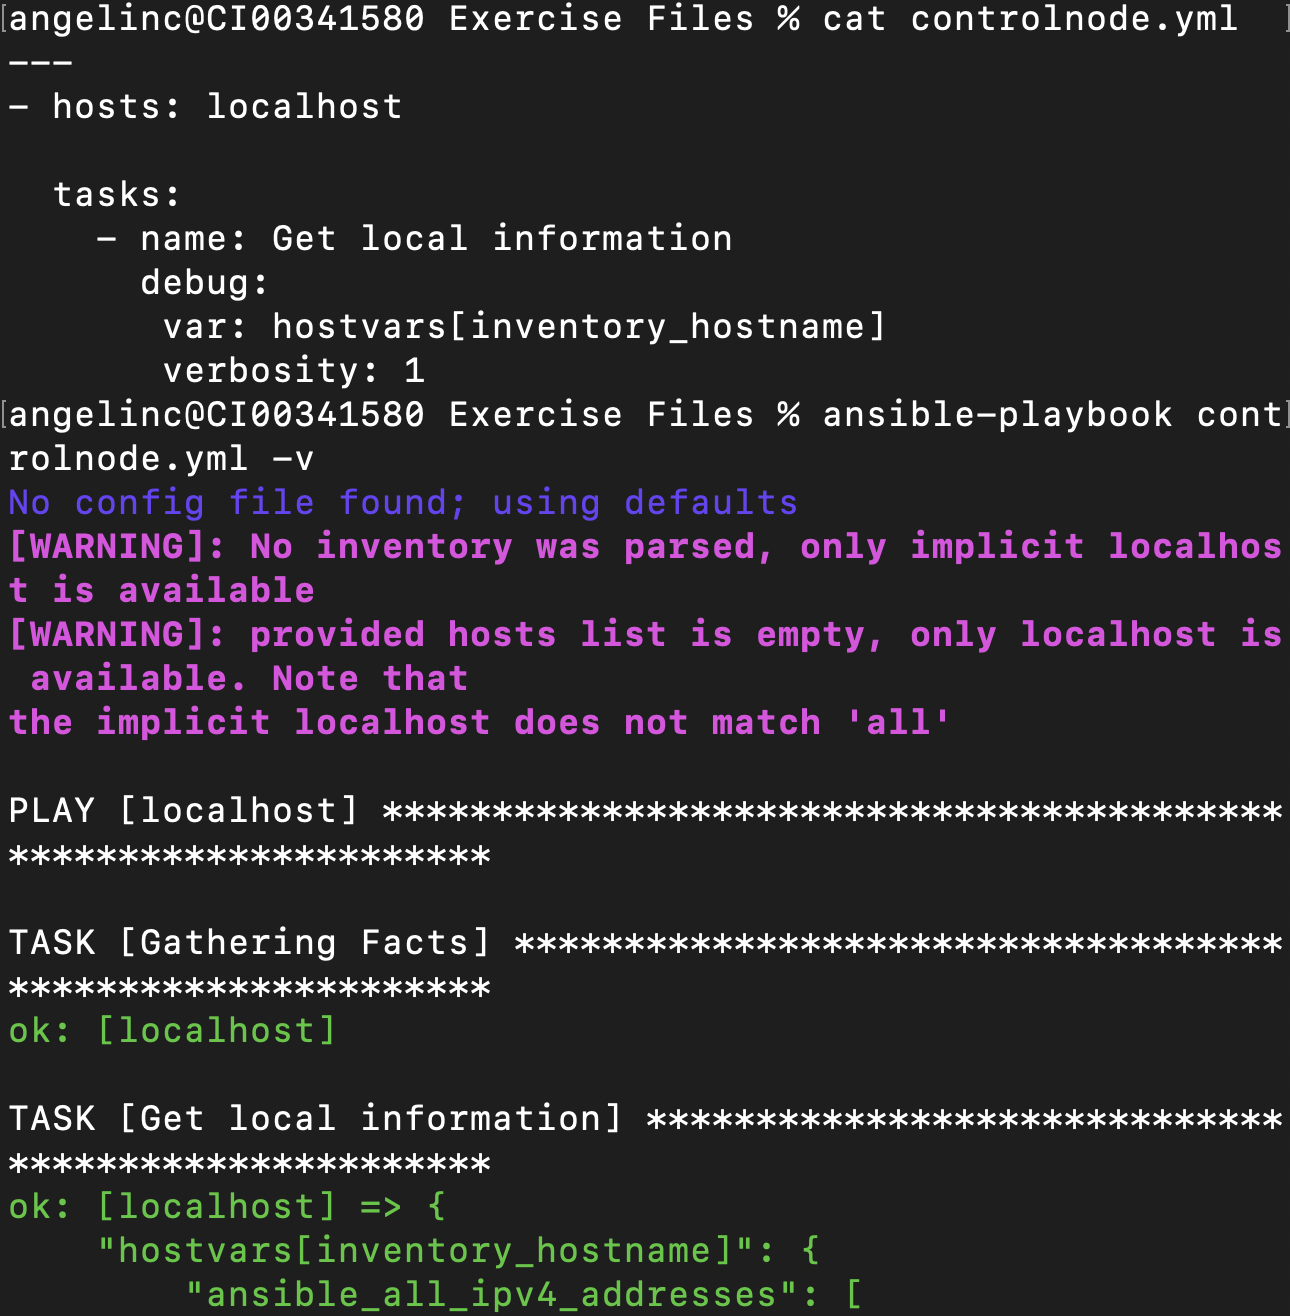 [angelinc@CI00341580 Exercise Files % cat controlnode.yml  ]
---
- hosts: localhost

  tasks:
    - name: Get local information
      debug:
       var: hostvars[inventory_hostname]
       verbosity: 1
[angelinc@CI00341580 Exercise Files % ansible-playbook cont]
rolnode.yml -v
No config file found; using defaults
[WARNING]: No inventory was parsed, only implicit localhos
t is available
[WARNING]: provided hosts list is empty, only localhost is
 available. Note that
the implicit localhost does not match 'all'

PLAY [localhost] *****************************************
**********************

TASK [Gathering Facts] ***********************************
**********************
ok: [localhost]

TASK [Get local information] *****************************
**********************
ok: [localhost] => {
    "hostvars[inventory_hostname]": {
        "ansible_all_ipv4_addresses": [